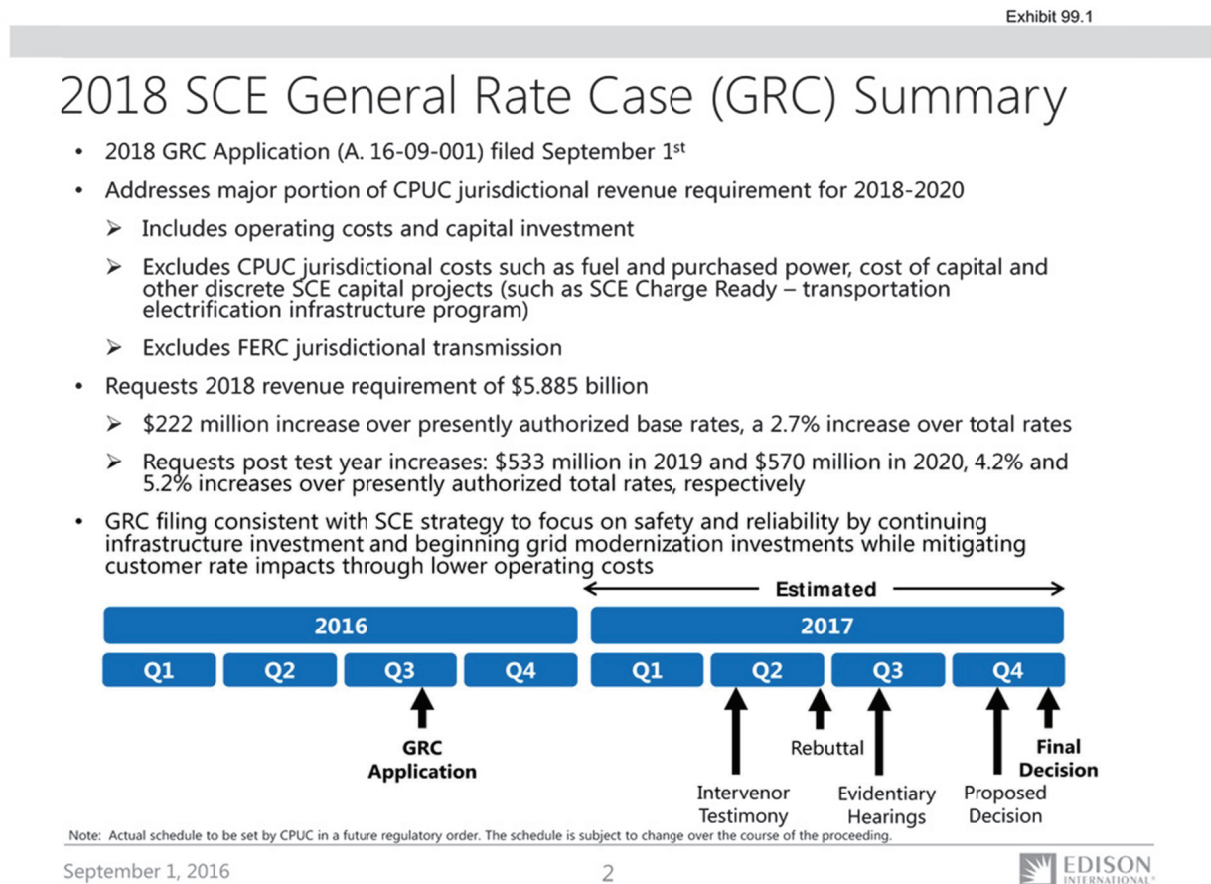 Exhibit 99.1
2018 SCE General Rate Case (GRC) Summary
• 2018 GRC Application (A. 16-09-001) filed September 1st
• Addresses major portion of CPUC jurisdictional revenue requirement for 2018-2020
➢ Includes operating costs and capital investment
➢ Excludes CPUC jurisdictional costs such as fuel and purchased power, cost of capital and
other discrete SCE capital projects (such as SCE Charge Ready – transportation
electrification infrastructure program)
➢ Excludes FERC jurisdictional transmission
• Requests 2018 revenue requirement of $5.885 billion
➢ $222 million increase over presently authorized base rates, a 2.7% increase over total rates
➢ Requests post test year increases: $533 million in 2019 and $570 million in 2020, 4.2% and
5.2% increases over presently authorized total rates, respectively
• GRC filing consistent with SCE strategy to focus on safety and reliability by continuing
infrastructure investment and beginning grid modernization investments while mitigating
customer rate impacts through lower operating costs
Estimated
2016 2017
Q1 Q2 Q3 Q4 Q1 Q2 Q3 Q4
GRC
Application
Rebuttal
Final
Decision
Intervenor
Testimony
Evidentiary
Hearings
Proposed
Decision
Note: Actual schedule to be set by CPUC in a future regulatory order. The schedule is subject to change over the course of the proceeding.
September 1, 2016
2
EDISON
INTERNATIONAL®